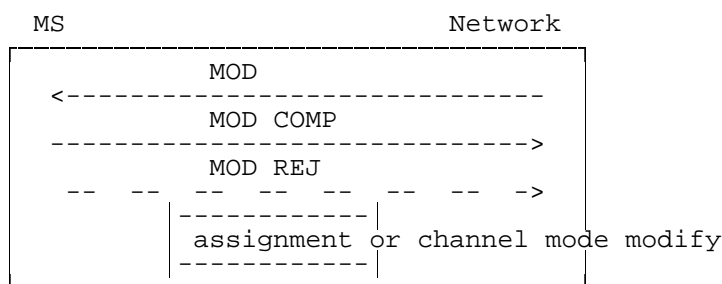 MS Network
MOD
MOD COMP
MOD REJ
assignment or channel mode modify